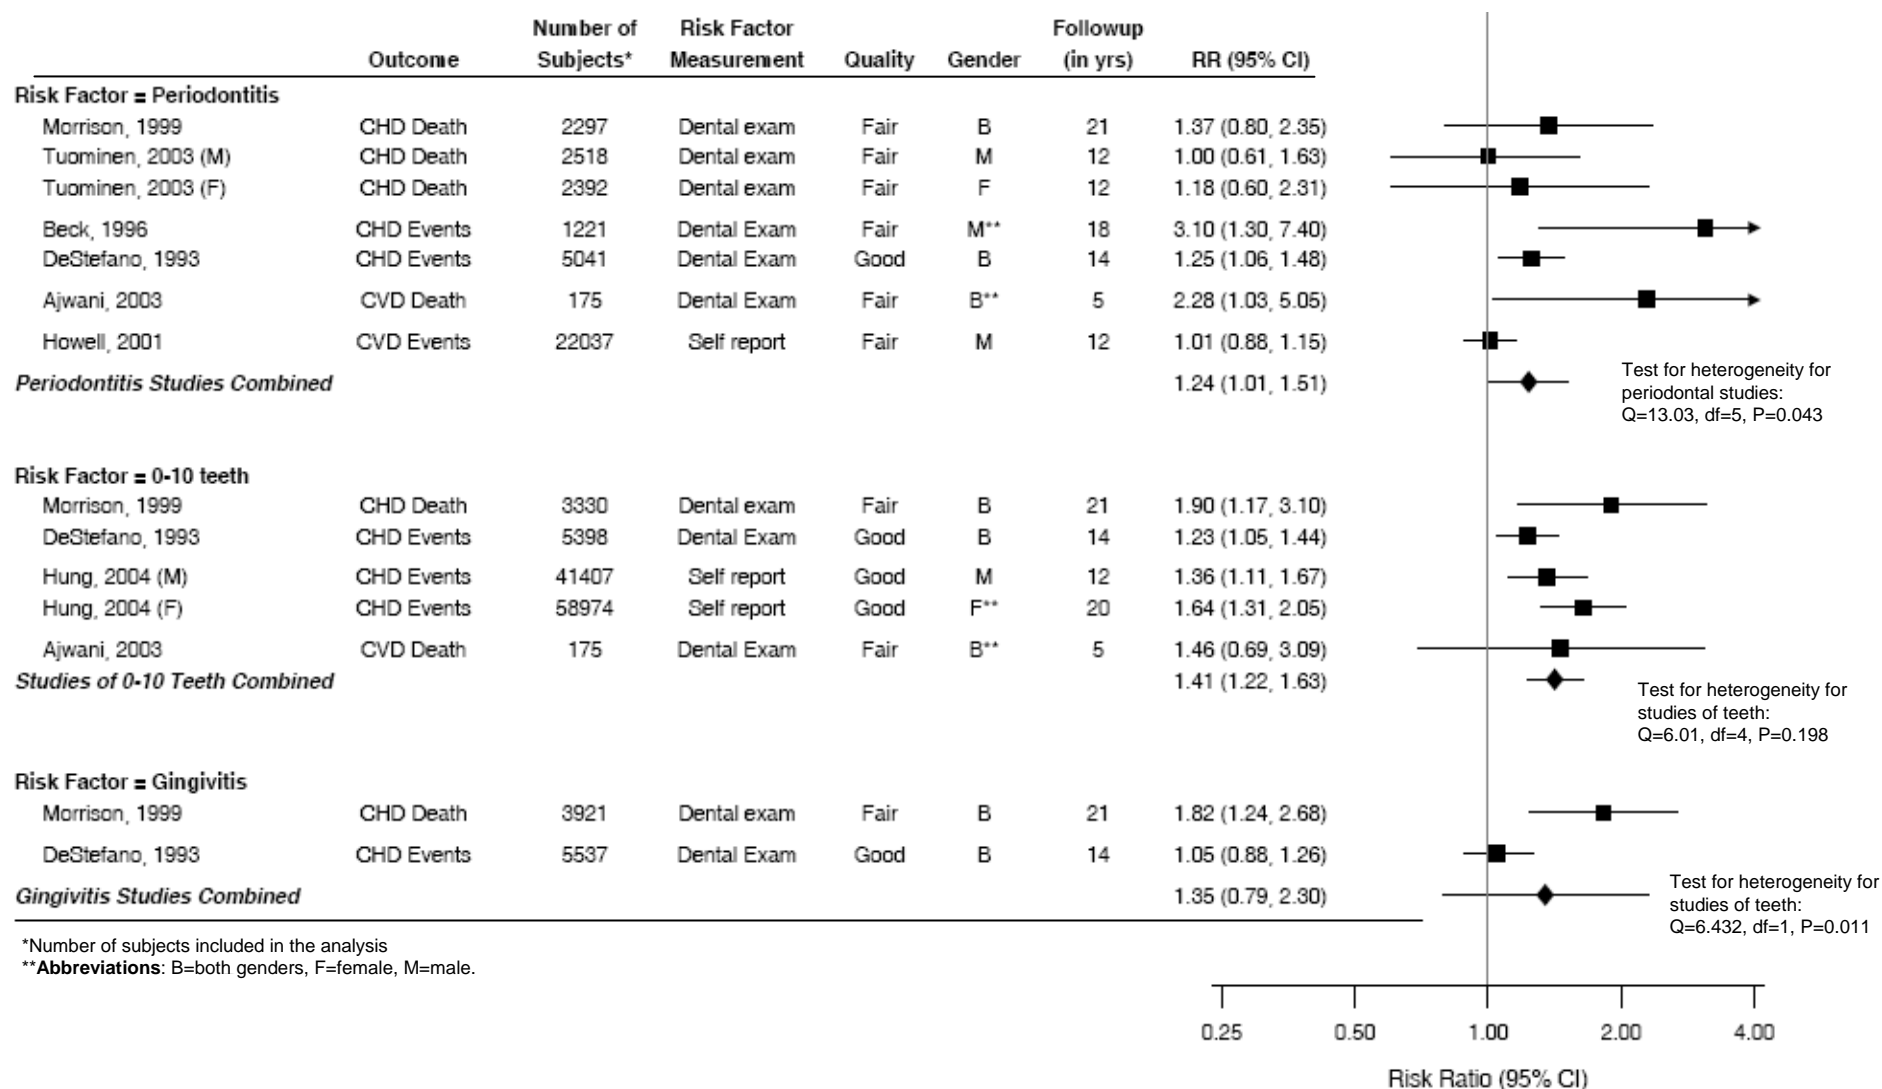 Outcome Number of Subjects* Risk Factor Measurement Quality Gender Followup (in yrs) RR (95% CI)
Risk Factor = Periodontitis
Morrison, 1999 CHD Death 2297 Dental exam Fair B 21 1.37 (0.80, 2.35)
Tuominen, 2003 (M) CHD Death 2518 Dental exam Fair M 12 1.00 (0.61, 1.63)
Tuominen, 2003 (F) CHD Death 2392 Dental exam Fair F 12 1.18 (0.60, 2.31)
Beck, 1996 CHD Events 1221 Dental Exam Fair M** 18 3.10 (1.30, 7.40)
DeStefano, 1993 CHD Events 5041 Dental Exam Good B 14 1.25 (1.06, 1.48)
Ajwani, 2003 CVD Death 175 Dental Exam Fair B** 5 2.28 (1.03, 5.05)
Howell, 2001 CVD Events 22037 Self report Fair M 12 1.01 (0.88, 1.15)
Periodontitis Studies Combined 1.24 (1.01, 1.51)
Test for heterogeneity for
periodontal studies:
Q=13.03, df=5, P=0.043
Risk Factor = 0-10 teeth
Morrison, 1999 CHD Death 3330 Dental exam Fair B 21 1.90 (1.17, 3.10)
DeStefano, 1993 CHD Events 5398 Dental Exam Good B 14 1.23 (1.05, 1.44)
Hung, 2004 (M) CHD Events 41407 Self report Good M 12 1.36 (1.11, 1.67)
Hung, 2004 (F) CHD Events 58974 Self report Good F** 20 1.64 (1.31, 2.05)
Ajwani, 2003 CVD Death 175 Dental Exam Fair B** 5 1.46 (0.69, 3.09)
Studies of 0-10 Teeth Combined 1.41 (1.22, 1.63)
Test for heterogeneity for
studies of teeth:
Q=6.01, df=4, P=0.198
Risk Factor = Gingivitis
Morrison, 1999 CHD Death 3921 Dental exam Fair B 21 1.82 (1.24, 2.68)
DeStefano, 1993 CHD Events 5537 Dental Exam Good B 14 1.05 (0.88, 1.26)
Gingivitis Studies Combined 1.35 (0.79, 2.30)
Test for heterogeneity for
studies of teeth:
Q=6.432, df=1, P=0.011
*Number of subjects included in the analysis
**Abbreviations: B=both genders, F=female, M=male.
0.25 0.50 1.00 2.00 4.00
Risk Ratio (95% CI)